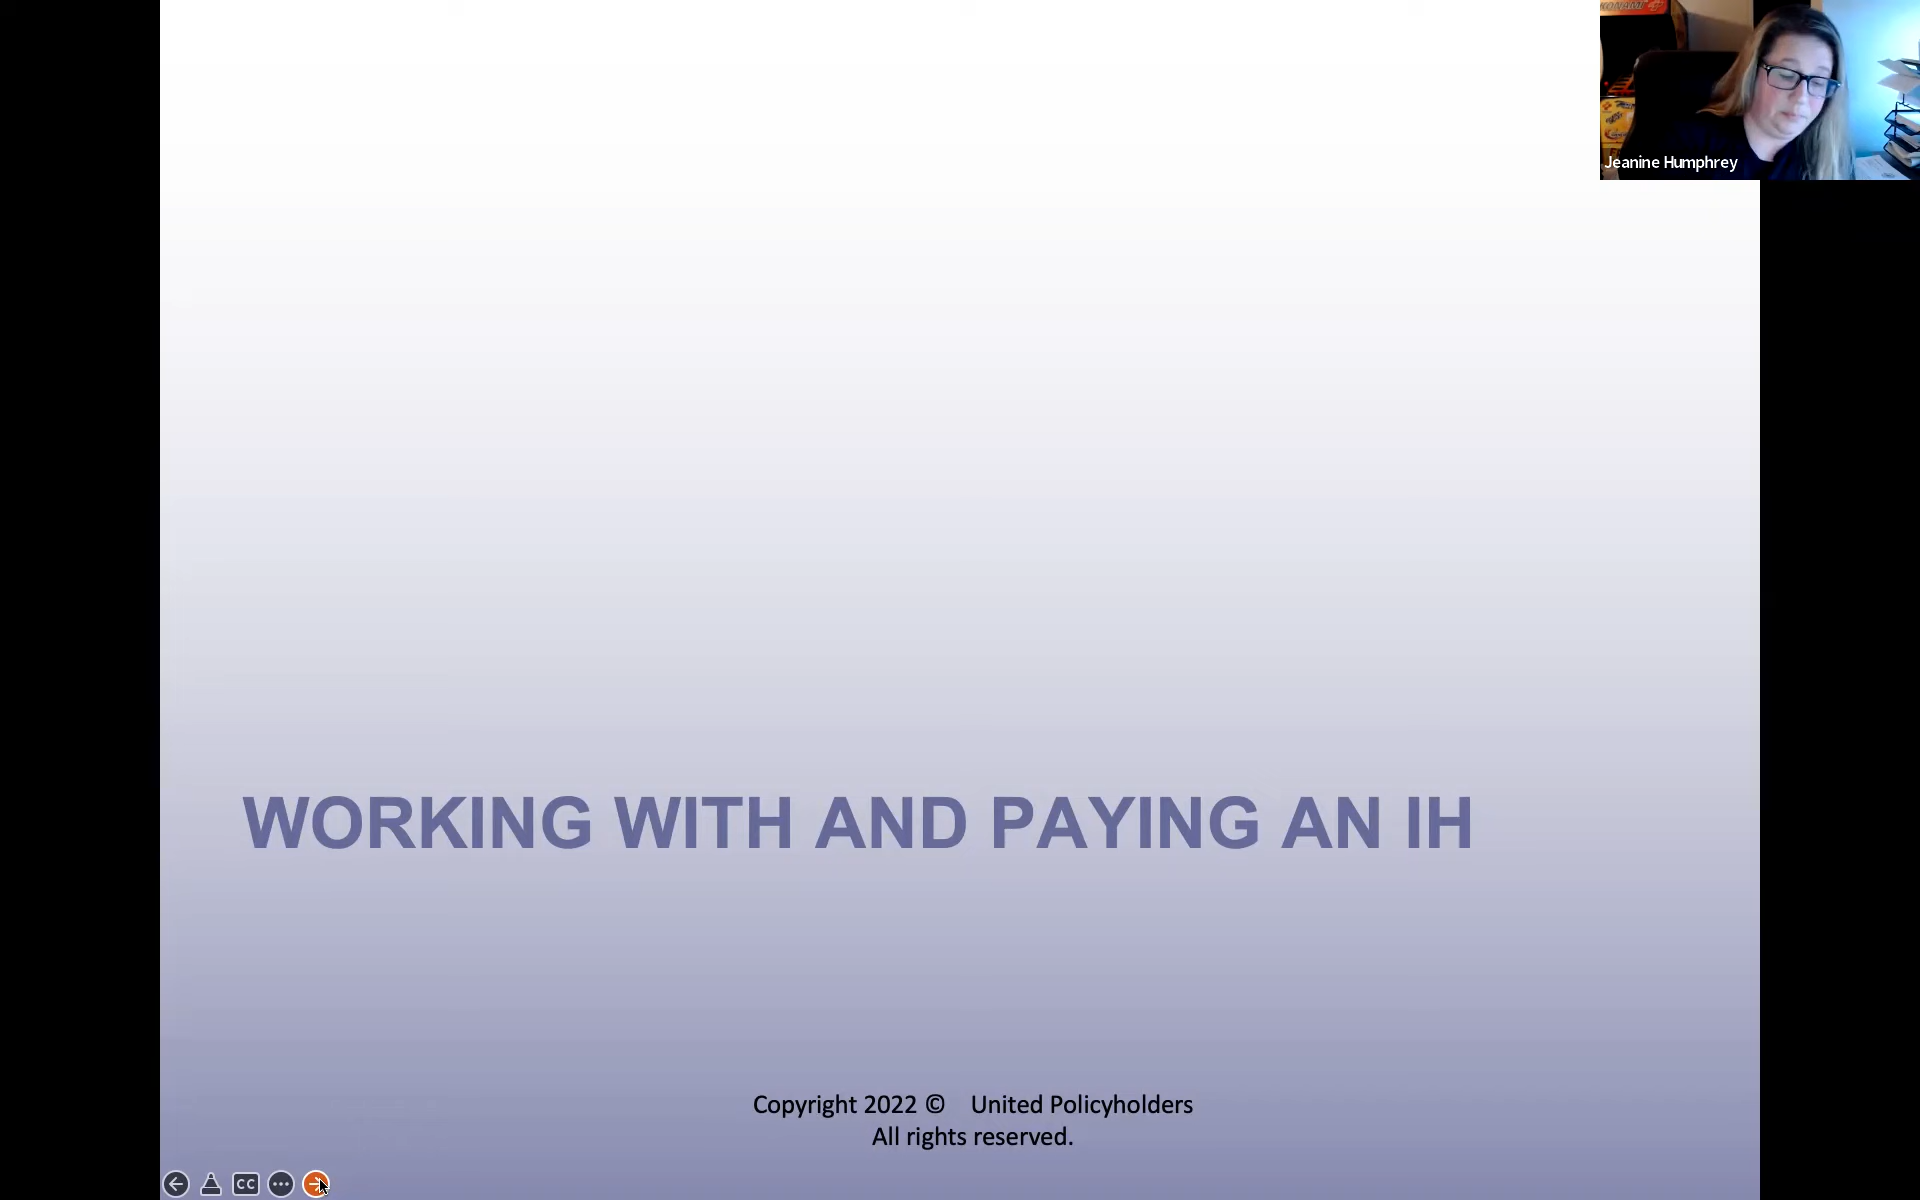 Jeanine Humphrey
WORKING WITH AND PAYING AN IH
Copyright 2022 © United Policyholders
All rights reserved.
CC